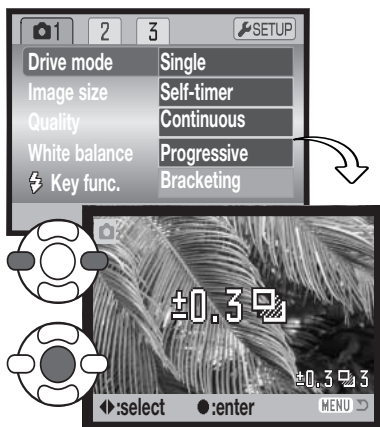 1 2 3 SETUP
Drive mode Single
Image size Self-timer
Quality Continuous
White balance Progressive
Key func. Bracketing
±0.3
±0.3 3
:select :enter MENU